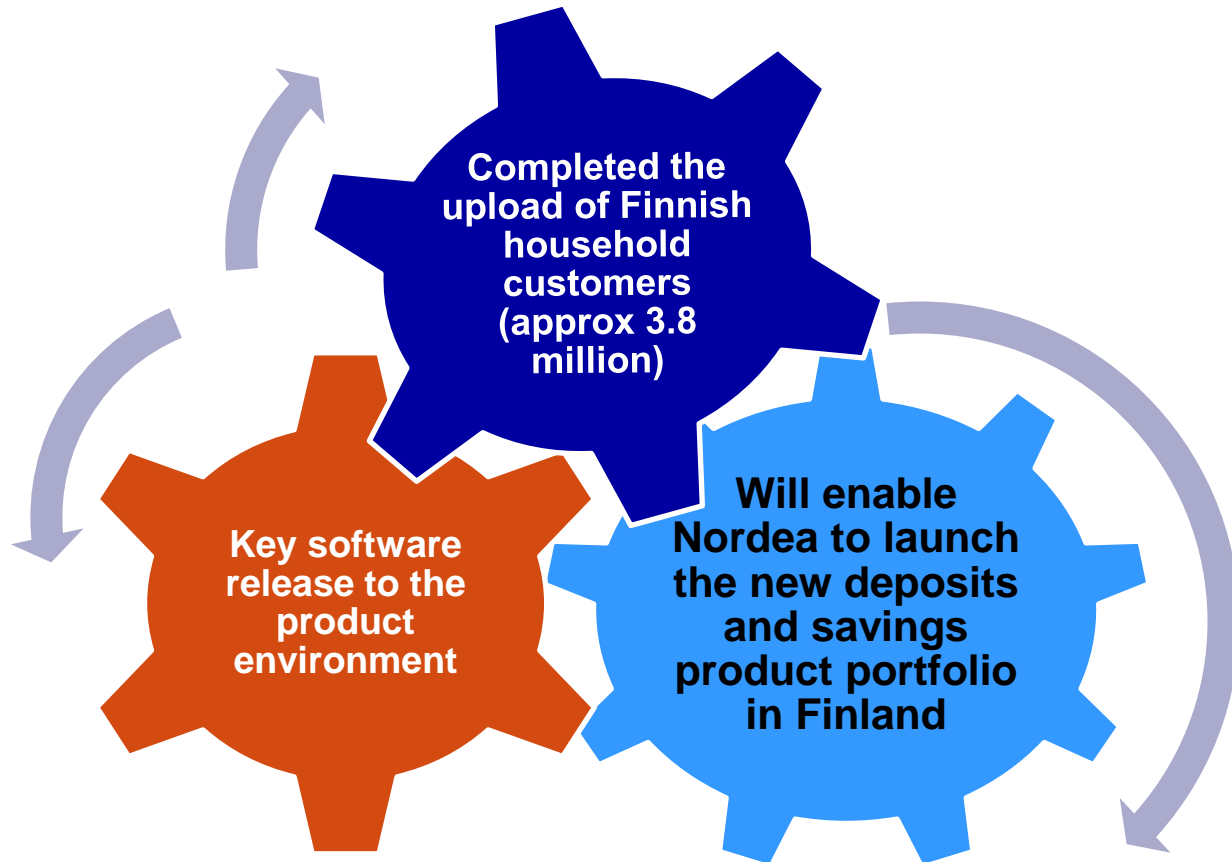 Completed the
upload of Finnish
household
customers
(approx 3.8
million)
Key software
release to the
product
environment
Will enable
Nordea to launch
the new deposits
and savings
product portfolio
in Finland